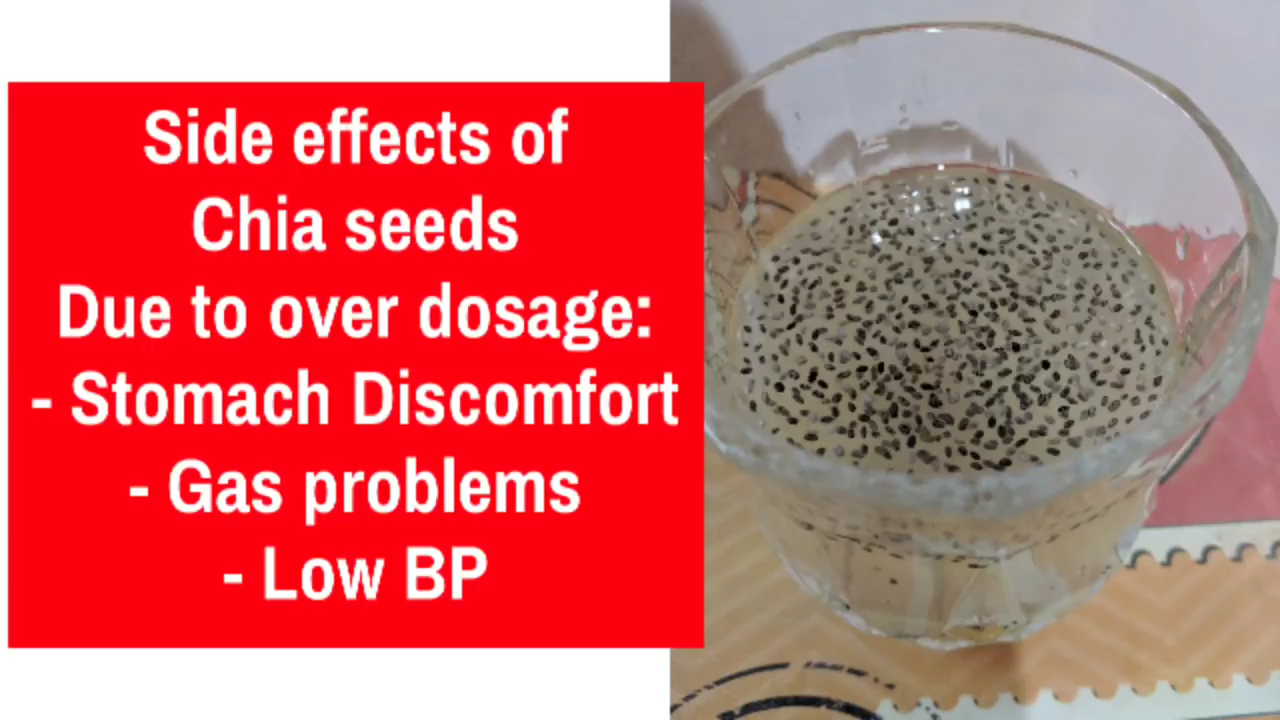 Side effects of
Chia seeds
Due to over dosage:
- Stomach Discomfort
- Gas problems
- Low BP